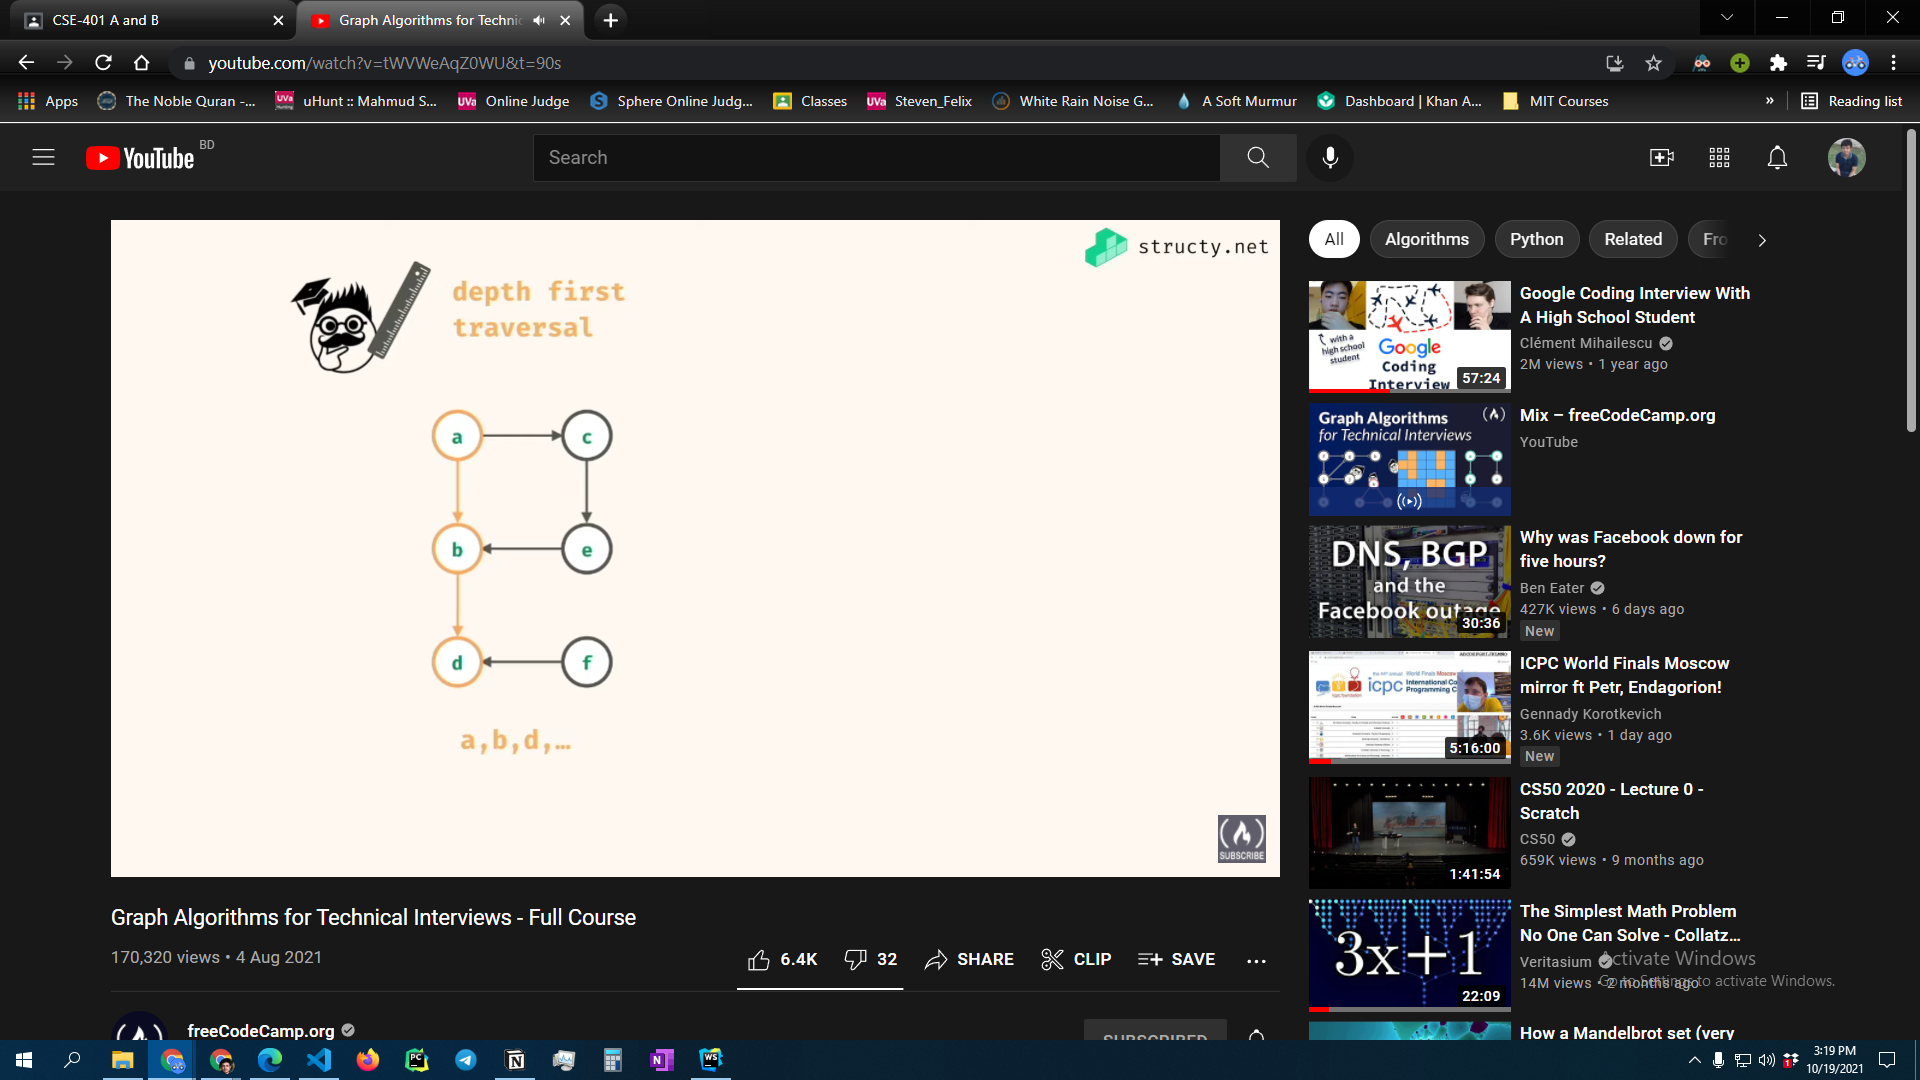 CSE-401 A and B
Graph Algorithms for Techni
youtube.com/watch?v=tWVWeAqZ0WU&t=90s
Apps
The Noble Quran -...
uHunt :: Mahmud S...
Online Judge
Sphere Online Judg...
Classes
Steven_Felix
White Rain Noise G...
A Soft Murmur
Dashboard | Khan A...
MIT Courses
»
Reading list
YouTube BD
Search
structy.net
depth first
traversal
a
c
b
e
d
f
a,b,d,…
SUBSCRIBE
Graph Algorithms for Technical Interviews - Full Course
170,320 views • 4 Aug 2021
6.4K
32
SHARE
CLIP
SAVE
freeCodeCamp.org
SUBSCRIBED
All
Algorithms
Python
Related
Fro
with a
high school
student
Google
Coding
Interview
57:24
Google Coding Interview With
A High School Student
Clément Mihailescu
2M views • 1 year ago
Graph Algorithms
for Technical Interviews
Mix – freeCodeCamp.org
YouTube
DNS, BGP
and the
Facebook outage
30:36
Why was Facebook down for
five hours?
Ben Eater
427K views • 6 days ago
New
icpc
5:16:00
ICPC World Finals Moscow
mirror ft Petr, Endagorion!
Gennady Korotkevich
3.6K views • 1 day ago
New
1:41:54
CS50 2020 - Lecture 0 -
Scratch
CS50
659K views • 9 months ago
3x+1
22:09
The Simplest Math Problem
No One Can Solve - Collatz…
Veritasium
14M views • 2 months ago
Activate Windows
Go to Settings to activate Windows.
How a Mandelbrot set (very
3:19 PM
10/19/2021